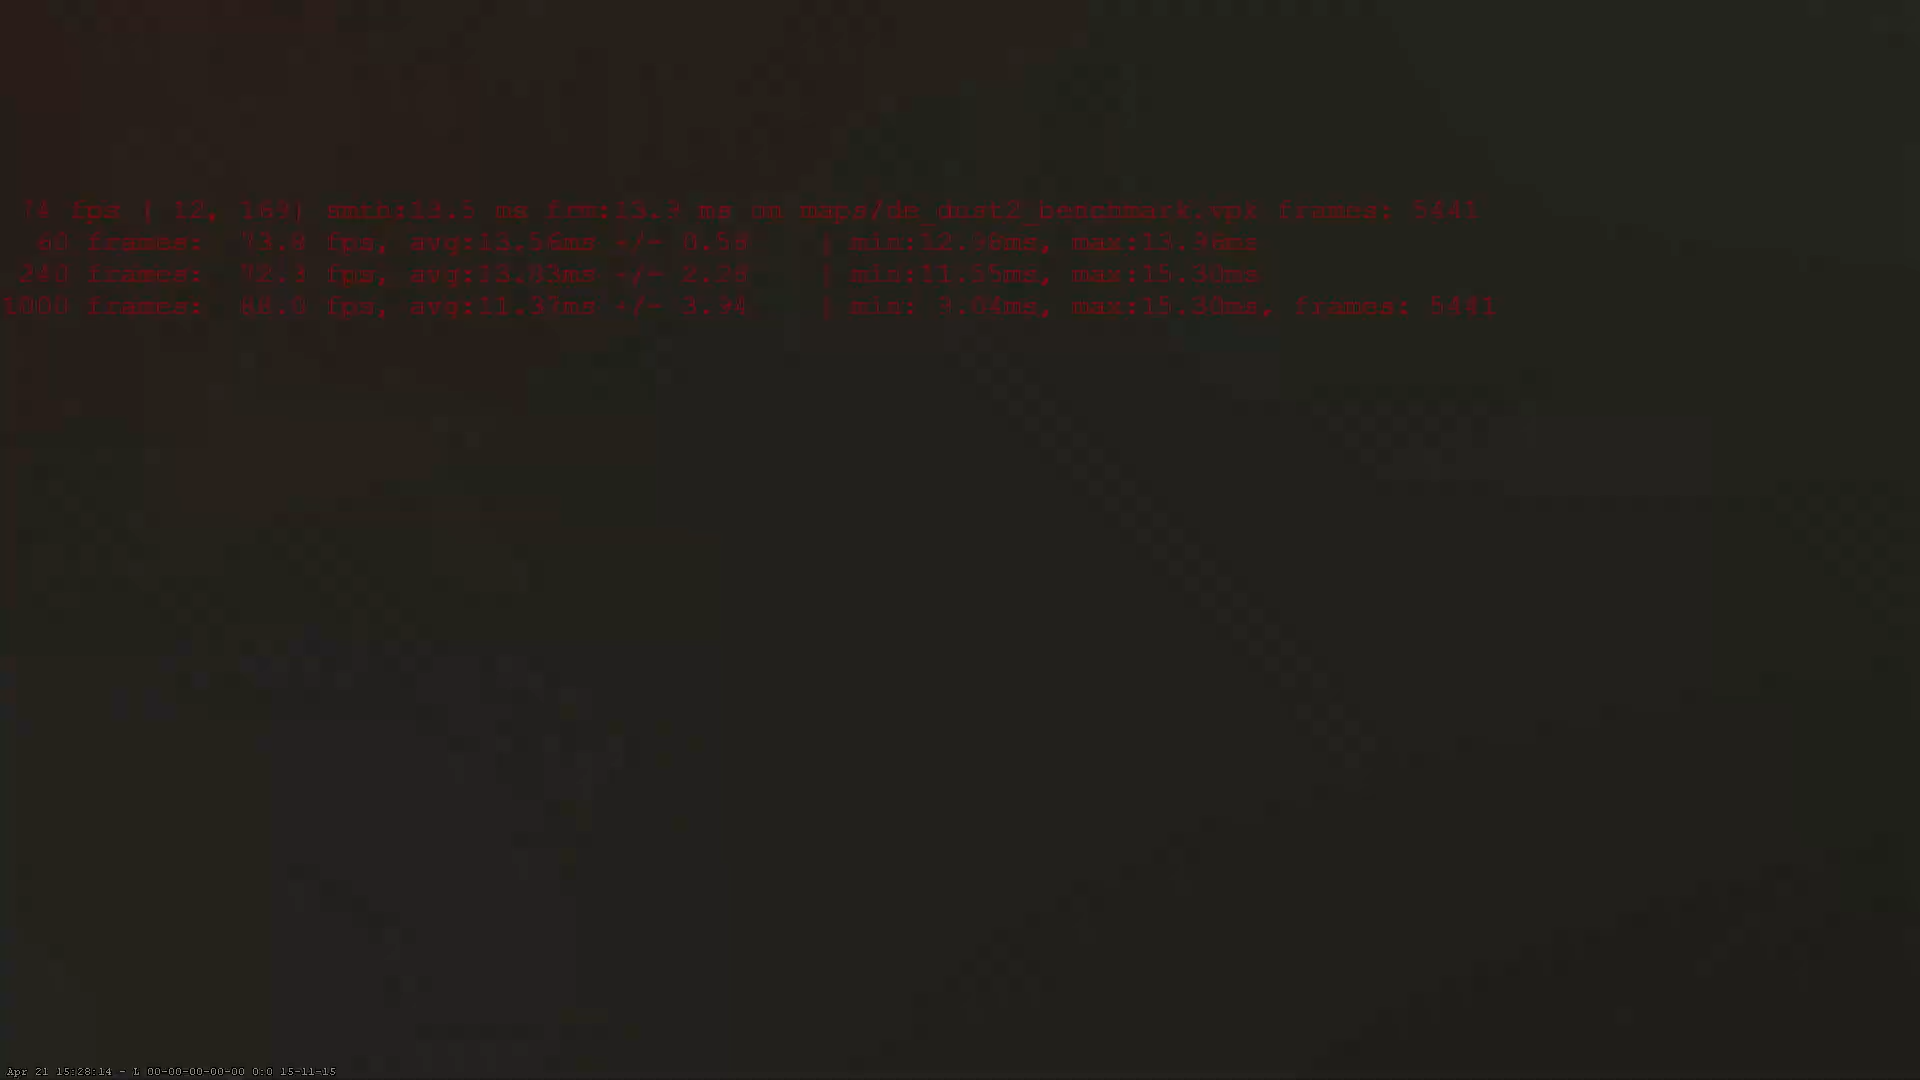 74 fps ( 12, 169) smth:13.5 ms frm:13.9 ms on maps/de_dust2_benchmark.vpk frames: 5441
60 frames: 73.8 fps, avg:13.56ms +/- 0.58 | min:12.98ms, max:13.96ms
240 frames: 72.3 fps, avg:13.83ms +/- 2.28 | min:11.55ms, max:15.30ms
1000 frames: 88.0 fps, avg:11.37ms +/- 3.94 | min: 9.04ms, max:15.30ms, frames: 5441
Apr 21 15:28:14 - L 00-00-00-00-00 0:0 15-11-15